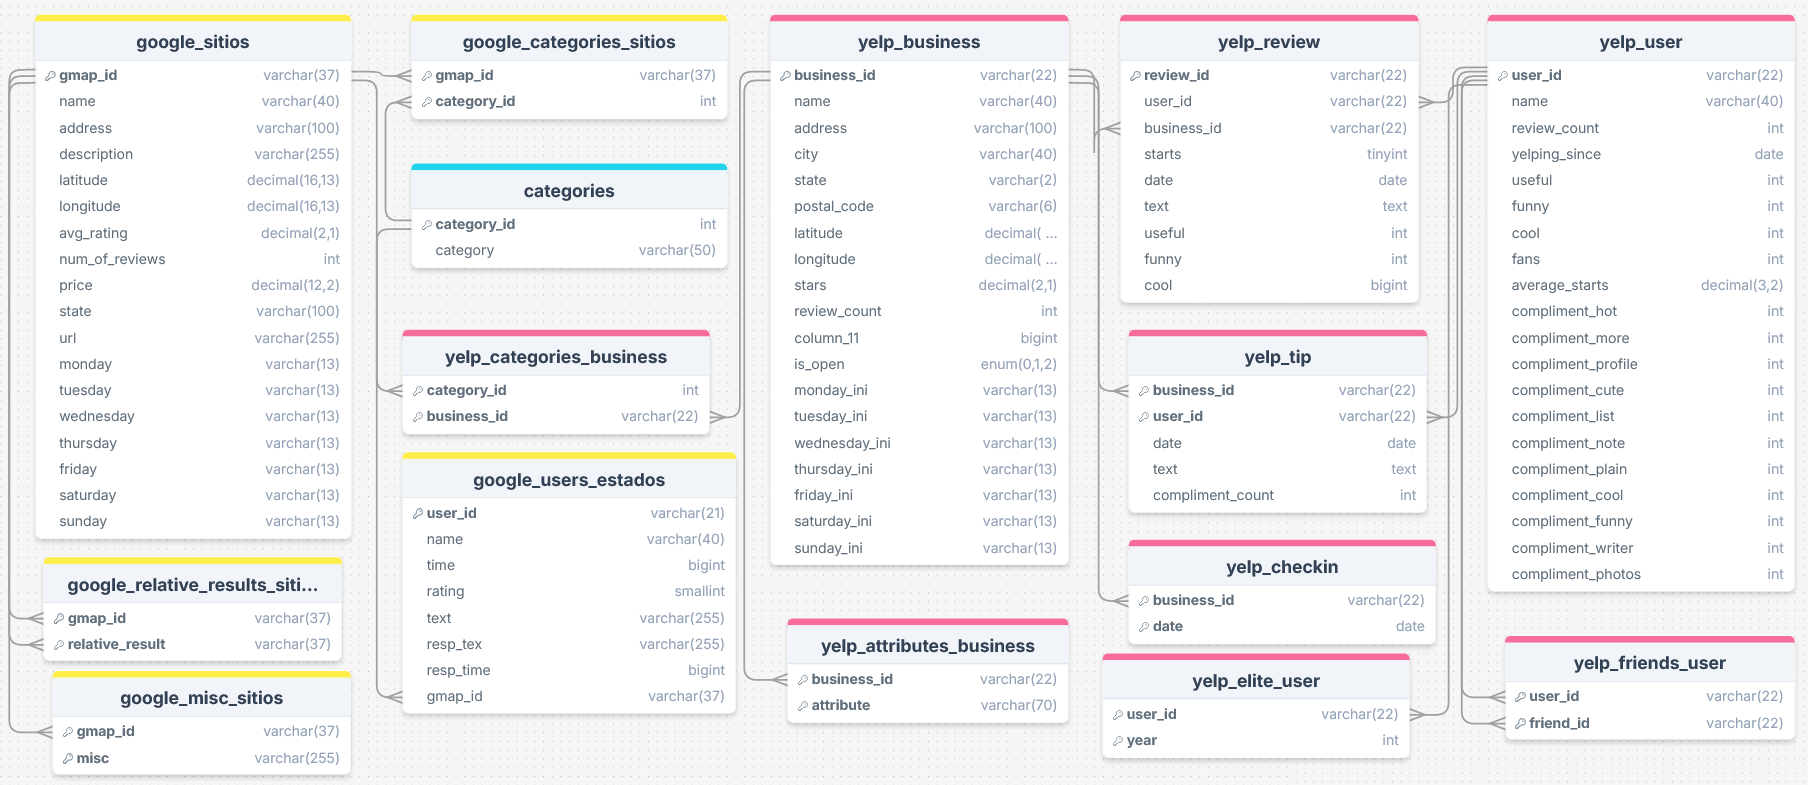 google_sitios
gmap_id varchar(37)
name varchar(40)
address varchar(100)
description varchar(255)
latitude decimal(16,13)
longitude decimal(16,13)
avg_rating decimal(2,1)
num_of_reviews int
price decimal(12,2)
state varchar(100)
url varchar(255)
monday varchar(13)
tuesday varchar(13)
wednesday varchar(13)
thursday varchar(13)
friday varchar(13)
saturday varchar(13)
sunday varchar(13)
google_relative_results_siti...
gmap_id varchar(37)
relative_result varchar(37)
google_misc_sitios
gmap_id varchar(37)
misc varchar(255)
google_categories_sitios
gmap_id varchar(37)
category_id int
categories
category_id int
category varchar(50)
yelp_categories_business
category_id int
business_id varchar(22)
google_users_estados
user_id varchar(21)
name varchar(40)
time bigint
rating smallint
text varchar(255)
resp_tex varchar(255)
resp_time bigint
gmap_id varchar(37)
yelp_business
business_id varchar(22)
name varchar(40)
address varchar(100)
city varchar(40)
state varchar(2)
postal_code varchar(6)
latitude decimal( ...
longitude decimal( ...
stars decimal(2,1)
review_count int
column_11 bigint
is_open enum(0,1,2)
monday_ini varchar(13)
tuesday_ini varchar(13)
wednesday_ini varchar(13)
thursday_ini varchar(13)
friday_ini varchar(13)
saturday_ini varchar(13)
sunday_ini varchar(13)
yelp_attributes_business
business_id varchar(22)
attribute varchar(70)
yelp_review
review_id varchar(22)
user_id varchar(22)
business_id varchar(22)
starts tinyint
date date
text text
useful int
funny int
cool bigint
yelp_tip
business_id varchar(22)
user_id varchar(22)
date date
text text
compliment_count int
yelp_checkin
business_id varchar(22)
date date
yelp_elite_user
user_id varchar(22)
year int
yelp_user
user_id varchar(22)
name varchar(40)
review_count int
yelping_since date
useful int
funny int
cool int
fans int
average_starts decimal(3,2)
compliment_hot int
compliment_more int
compliment_profile int
compliment_cute int
compliment_list int
compliment_note int
compliment_plain int
compliment_cool int
compliment_funny int
compliment_writer int
compliment_photos int
yelp_friends_user
user_id varchar(22)
friend_id varchar(22)